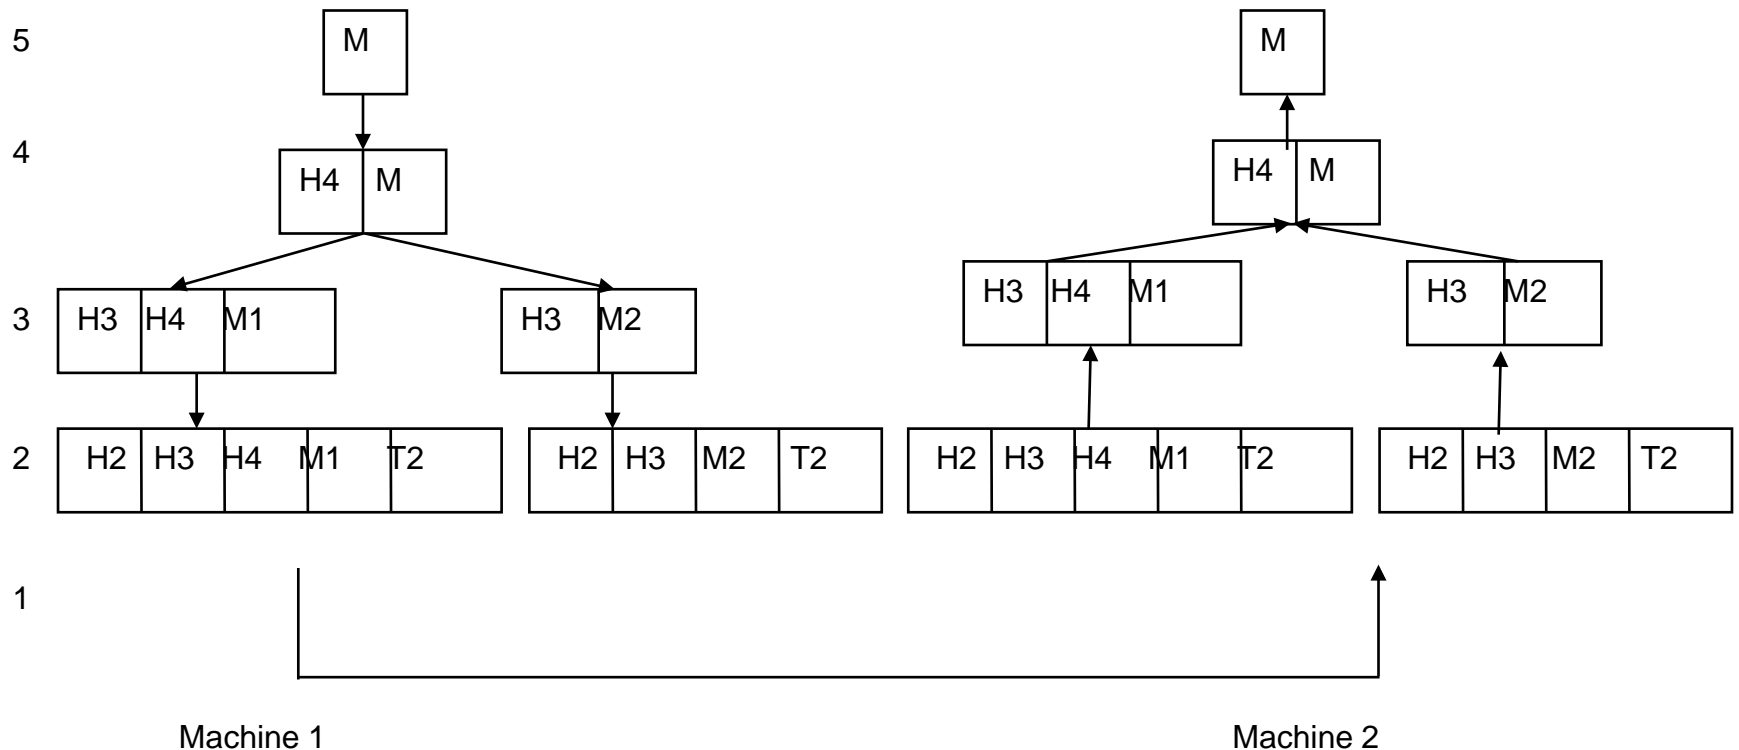 5 M M
4 H4 M H4 M
H3 H4 M1 H3 M2
3 H3 H4 M1 H3 M2
2 H2 H3 H4 M1 T2 H2 H3 M2 T2 H2 H3 H4 M1 T2 H2 H3 M2 T2
1
Machine 1 Machine 2